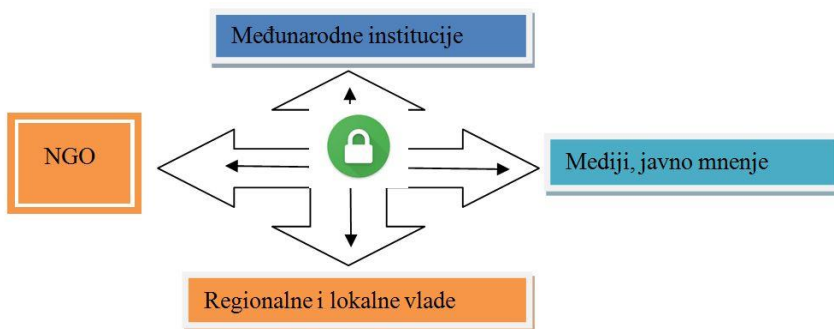 Međunarodne institucije
NGO
Mediji, javno mnenje
Regionalne i lokalne vlade